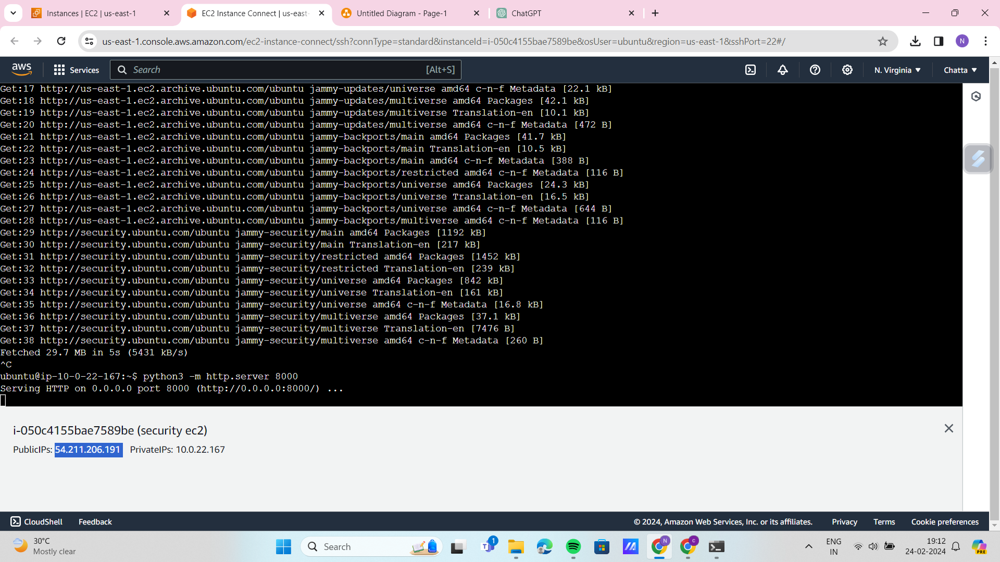 Instances | EC2 | us-east-1
EC2 Instance Connect | us-east-
Untitled Diagram - Page-1
ChatGPT
us-east-1.console.aws.amazon.com/ec2-instance-connect/ssh?connType=standard&instanceId=i-050c4155bae7589be&osUser=ubuntu&region=us-east-1&sshPort=22#/
N
aws
Services
Search
[Alt+S]
N. Virginia
Chatta
Get:17 http://us-east-1.ec2.archive.ubuntu.com/ubuntu jammy-updates/universe amd64 c-n-f Metadata [22.1 kB]
Get:18 http://us-east-1.ec2.archive.ubuntu.com/ubuntu jammy-updates/multiverse amd64 Packages [42.1 kB]
Get:19 http://us-east-1.ec2.archive.ubuntu.com/ubuntu jammy-updates/multiverse Translation-en [10.1 kB]
Get:20 http://us-east-1.ec2.archive.ubuntu.com/ubuntu jammy-updates/multiverse amd64 c-n-f Metadata [472 B]
Get:21 http://us-east-1.ec2.archive.ubuntu.com/ubuntu jammy-backports/main amd64 Packages [41.7 kB]
Get:22 http://us-east-1.ec2.archive.ubuntu.com/ubuntu jammy-backports/main Translation-en [10.5 kB]
Get:23 http://us-east-1.ec2.archive.ubuntu.com/ubuntu jammy-backports/main amd64 c-n-f Metadata [388 B]
Get:24 http://us-east-1.ec2.archive.ubuntu.com/ubuntu jammy-backports/restricted amd64 c-n-f Metadata [116 B]
Get:25 http://us-east-1.ec2.archive.ubuntu.com/ubuntu jammy-backports/universe amd64 Packages [24.3 kB]
Get:26 http://us-east-1.ec2.archive.ubuntu.com/ubuntu jammy-backports/universe Translation-en [16.5 kB]
Get:27 http://us-east-1.ec2.archive.ubuntu.com/ubuntu jammy-backports/universe amd64 c-n-f Metadata [644 B]
Get:28 http://us-east-1.ec2.archive.ubuntu.com/ubuntu jammy-backports/multiverse amd64 c-n-f Metadata [116 B]
Get:29 http://security.ubuntu.com/ubuntu jammy-security/main amd64 Packages [1192 kB]
Get:30 http://security.ubuntu.com/ubuntu jammy-security/main Translation-en [217 kB]
Get:31 http://security.ubuntu.com/ubuntu jammy-security/restricted amd64 Packages [1452 kB]
Get:32 http://security.ubuntu.com/ubuntu jammy-security/restricted Translation-en [239 kB]
Get:33 http://security.ubuntu.com/ubuntu jammy-security/universe amd64 Packages [842 kB]
Get:34 http://security.ubuntu.com/ubuntu jammy-security/universe Translation-en [161 kB]
Get:35 http://security.ubuntu.com/ubuntu jammy-security/universe amd64 c-n-f Metadata [16.8 kB]
Get:36 http://security.ubuntu.com/ubuntu jammy-security/multiverse amd64 Packages [37.1 kB]
Get:37 http://security.ubuntu.com/ubuntu jammy-security/multiverse Translation-en [7476 B]
Get:38 http://security.ubuntu.com/ubuntu jammy-security/multiverse amd64 c-n-f Metadata [260 B]
Fetched 29.7 MB in 5s (5431 kB/s)
^C
ubuntu@ip-10-0-22-167:~$ python3 -m http.server 8000
Serving HTTP on 0.0.0.0 port 8000 (http://0.0.0.0:8000/) ...
i-050c4155bae7589be (security ec2)
PublicIPs: 54.211.206.191 PrivateIPs: 10.0.22.167
CloudShell
Feedback
© 2024, Amazon Web Services, Inc. or its affiliates.
Privacy
Terms
Cookie preferences
30°C
Mostly clear
Search
1
N
C
ENG
IN
19:12
24-02-2024
PRE